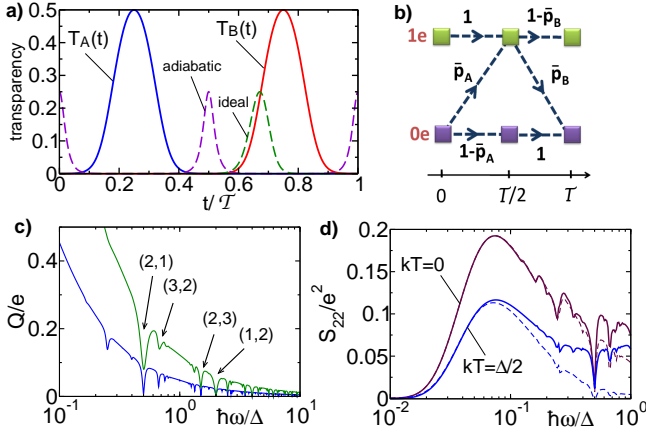 a)
0.5
0.4
0.3
0.2
0.1
0
transparency
T_A(t)
T_B(t)
adiabatic
ideal
0 0.2 0.4 0.6 0.8 1
t/𝒯
b)
1e
0e
1
1-p̄_B
p̄_A
p̄_B
1-p̄_A
1
0
𝒯/2
𝒯
c)
Q/e
0.4
0.2
0
(2,1)
(3,2)
(2,3)
(1,2)
10^-1 10^0 10^1
ħω/Δ
d)
S_22/e^2
0.2
0.15
0.1
0.05
0
kT=0
kT=Δ/2
10^-2 10^-1 10^0
ħω/Δ